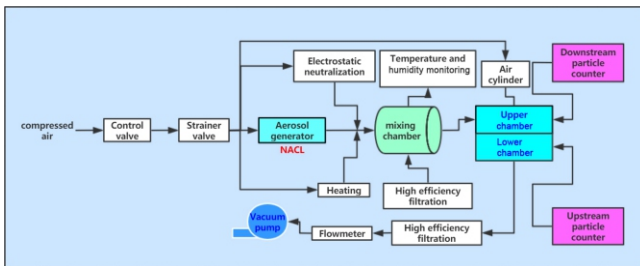 Electrostatic
neutralization
Temperature and
humidity monitoring
Air
cylinder
Downstream
particle
counter
compressed
air
Control
valve
Strainer
valve
Aerosol
generator
NACL
mixing
chamber
Upper
chamber
Lower
chamber
Heating
High efficiency
filtration
Vacuum
pump
Flowmeter
High efficiency
filtration
Upstream
particle
counter